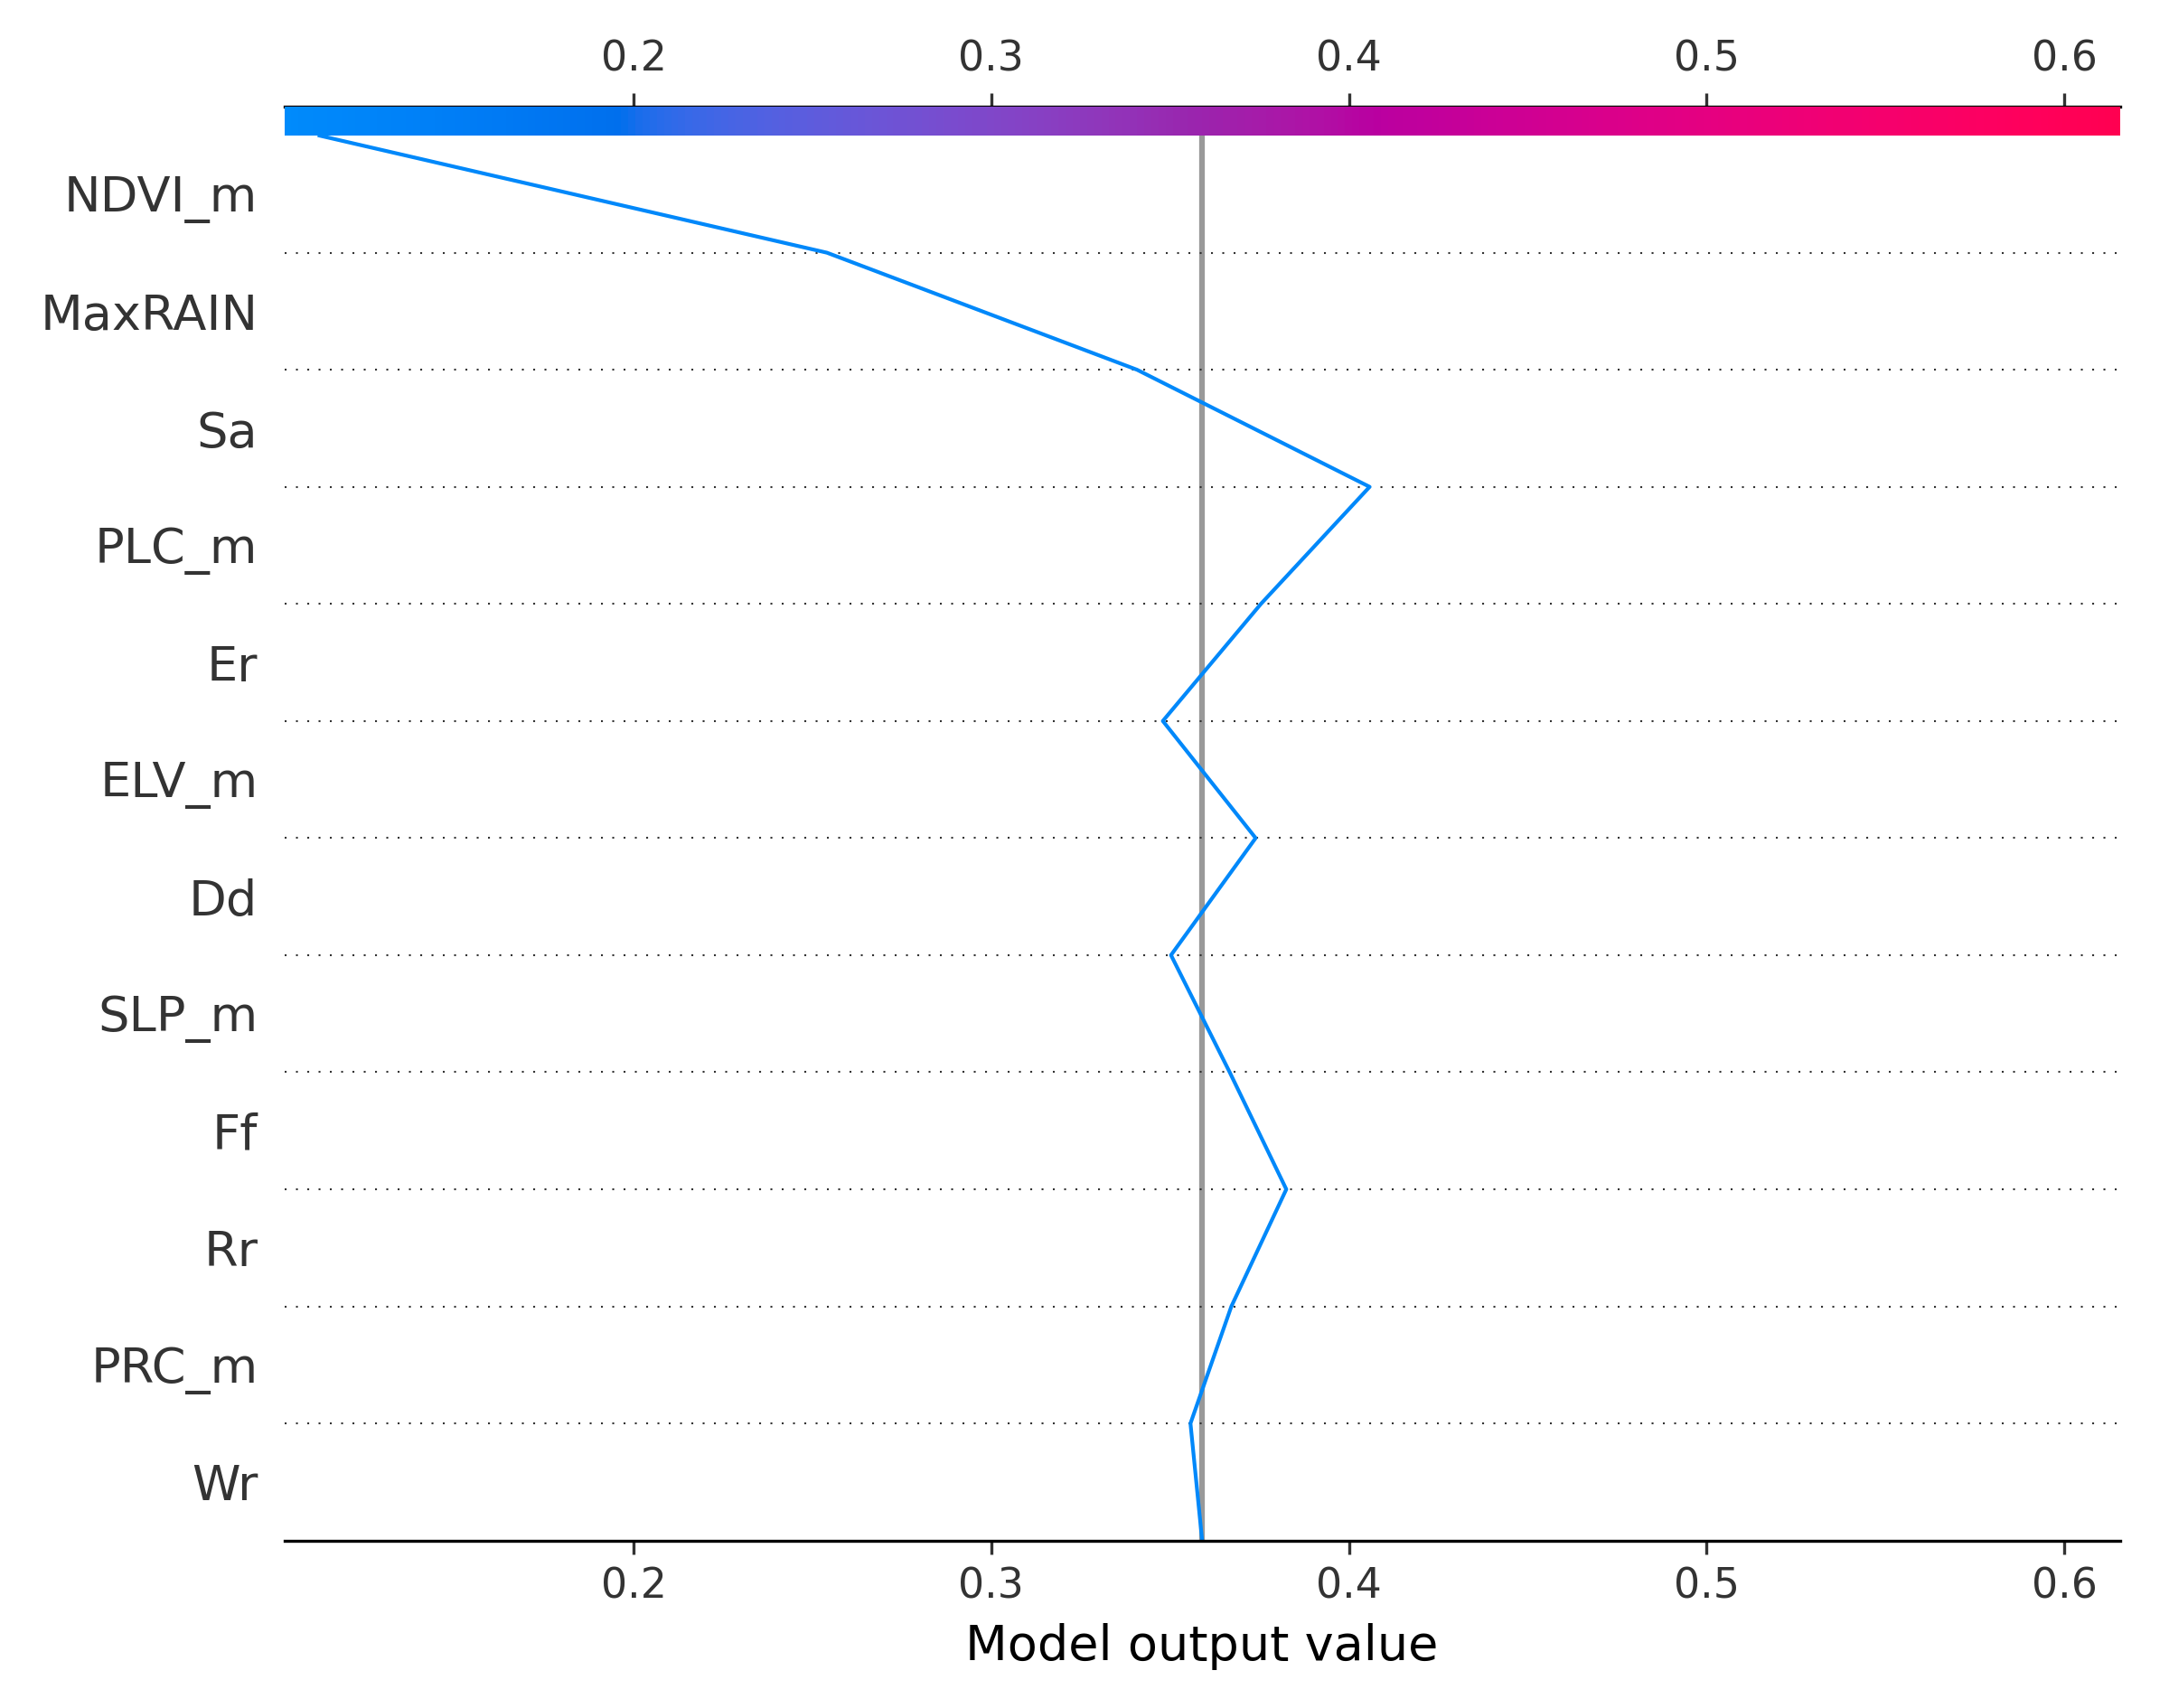 0.2 0.3 0.4 0.5 0.6
NDVI_m
MaxRAIN
Sa
PLC_m
Er
ELV_m
Dd
SLP_m
Ff
Rr
PRC_m
Wr
0.2 0.3 0.4 0.5 0.6
Model output value